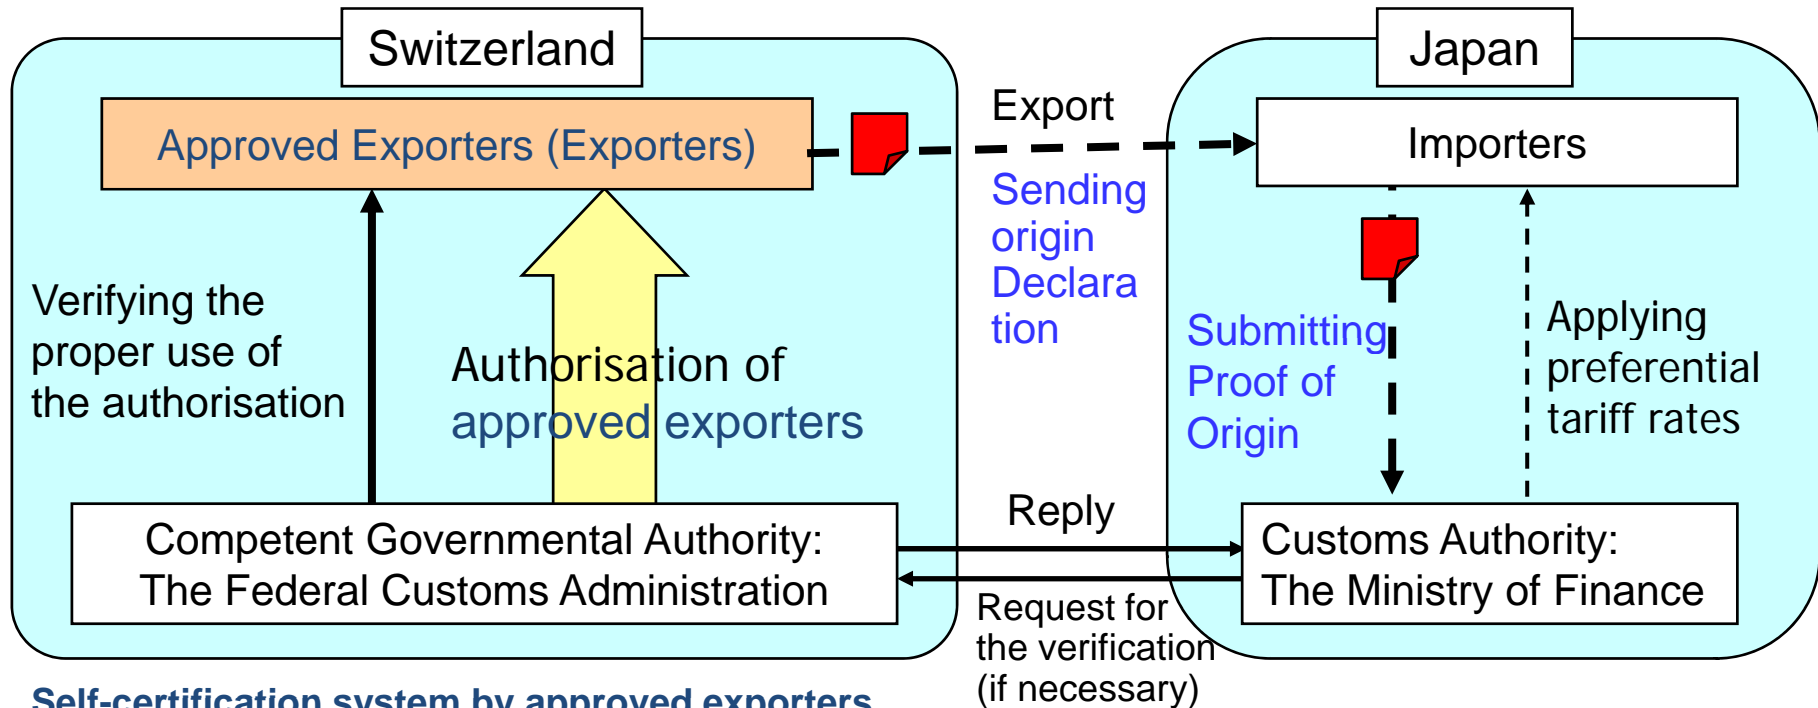 Switzerland
Japan
Approved Exporters (Exporters)
Export
Importers
Sending
origin
Declara
tion
Verifying the
proper use of
the authorisation
Authorisation of
approved exporters
Submitting
Proof of
Origin
Applying
preferential
tariff rates
Reply
Competent Governmental Authority:
The Federal Customs Administration
Customs Authority:
The Ministry of Finance
Request for
the verification
(if necessary)
Self-certification system by approved exporters